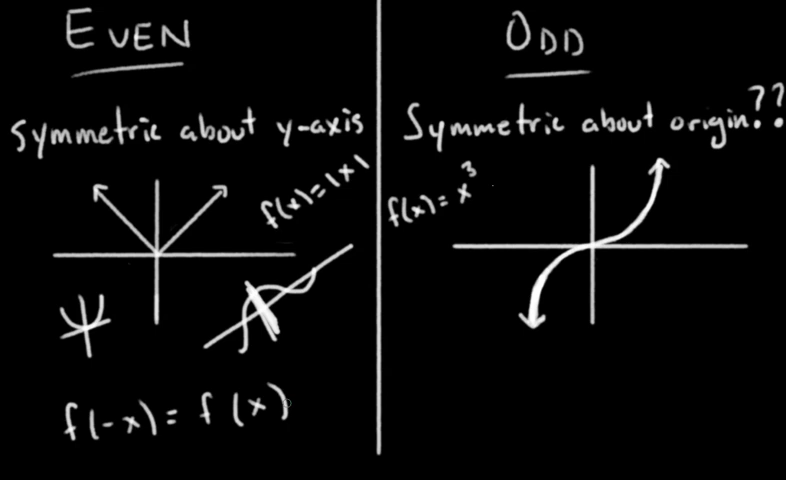 EVEN
Symmetric about y-axis
f(x)=|x|
f(-x) = f(x)
ODD
Symmetric about origin??
f(x)=x³